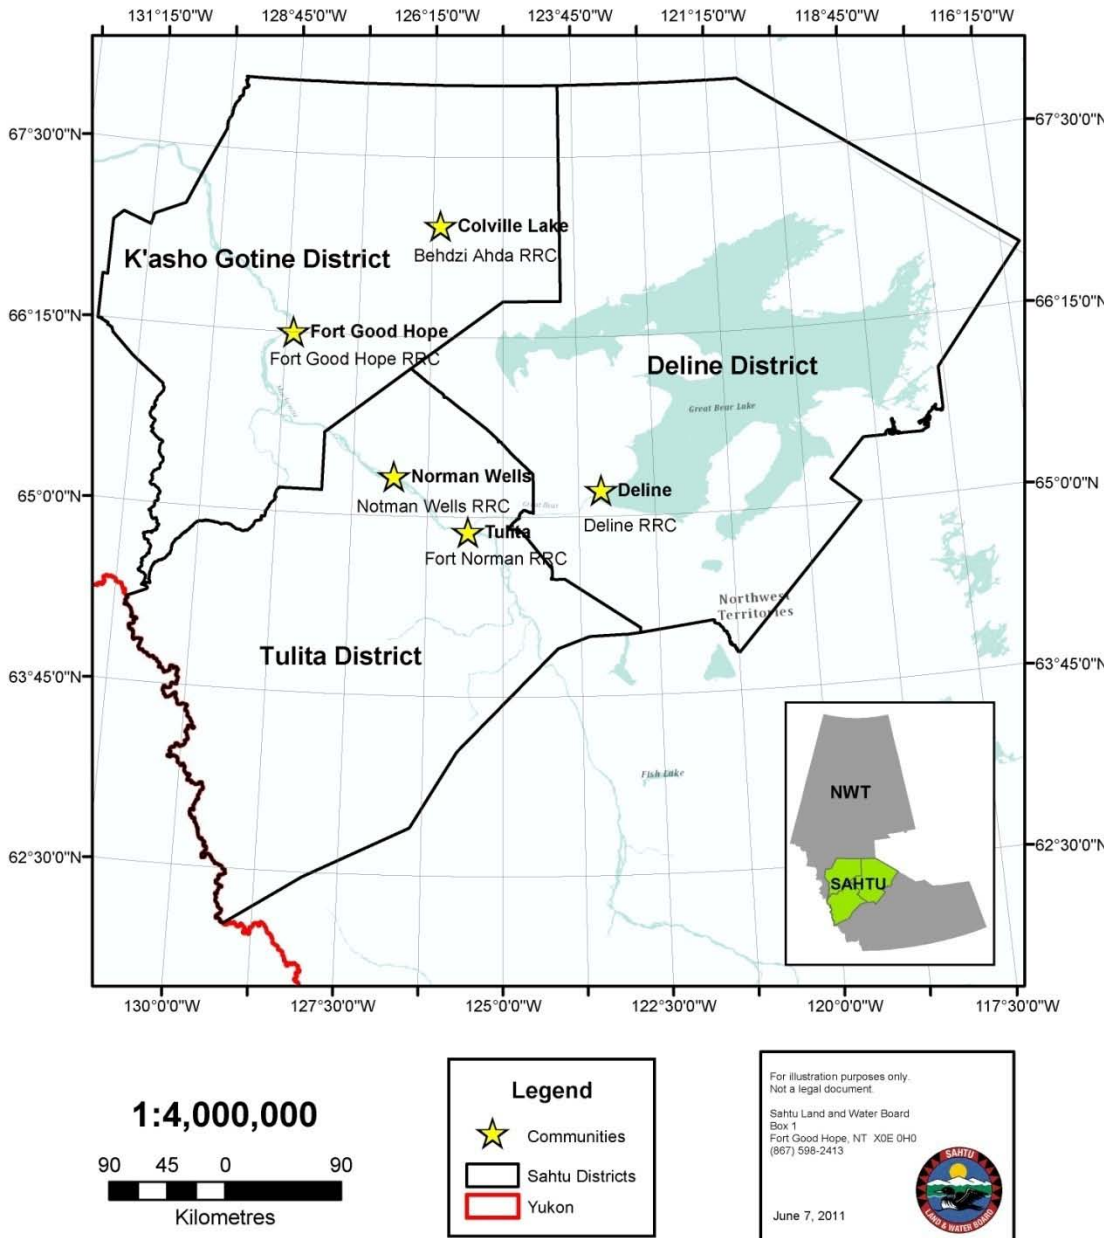 131°15'0"W 128°45'0"W 126°15'0"W 123°45'0"W 121°15'0"W 118°45'0"W 116°15'0"W
67°30'0"N
67°30'0"N
Colville Lake
Behdzi Ahda RRC
K'asho Gotine District
66°15'0"N
66°15'0"N
Fort Good Hope
Fort Good Hope RRC
Deline District
Great Bear Lake
Norman Wells
Notman Wells RRC
65°0'0"N
65°0'0"N
Deline
Deline RRC
Great Bear
Tulita
Fort Norman RRC
Northwest
Territories
Tulita District
63°45'0"N
63°45'0"N
Fish Lake
NWT
SAHTU
62°30'0"N
62°30'0"N
130°0'0"W 127°30'0"W 125°0'0"W 122°30'0"W 120°0'0"W 117°30'0"W
1:4,000,000
90 45 0 90
Kilometres
Legend
Communities
Sahtu Districts
Yukon
For illustration purposes only.
Not a legal document.
Sahtu Land and Water Board
Box 1
Fort Good Hope, NT X0E 0H0
(867) 598-2413
June 7, 2011
SAHTU
LAND & WATER BOARD